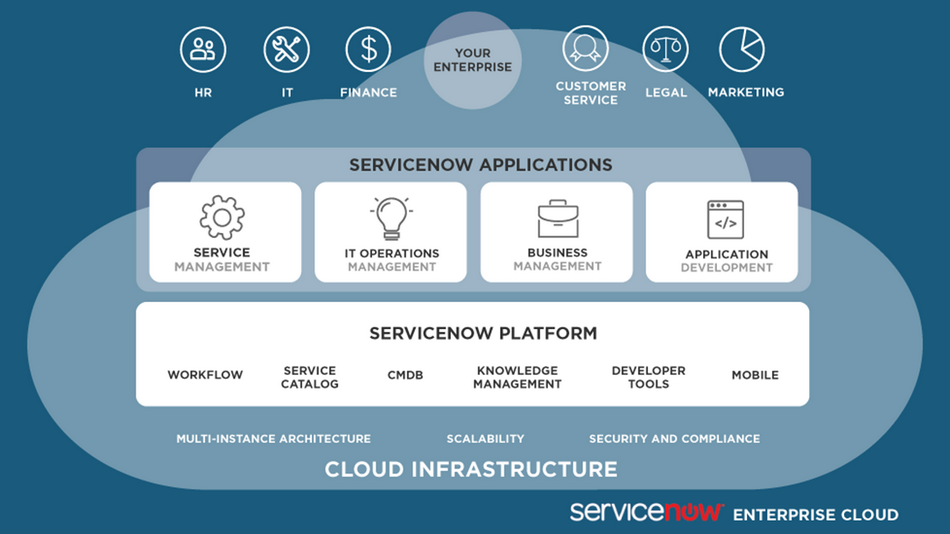 YOUR
ENTERPRISE
HR
IT
FINANCE
CUSTOMER
SERVICE
LEGAL
MARKETING
SERVICENOW APPLICATIONS
SERVICE
MANAGEMENT
IT OPERATIONS
MANAGEMENT
BUSINESS
MANAGEMENT
</>
APPLICATION
DEVELOPMENT
SERVICENOW PLATFORM
WORKFLOW
SERVICE
CATALOG
CMDB
KNOWLEDGE
MANAGEMENT
DEVELOPER
TOOLS
MOBILE
MULTI-INSTANCE ARCHITECTURE
SCALABILITY
SECURITY AND COMPLIANCE
CLOUD INFRASTRUCTURE
servicenow ENTERPRISE CLOUD